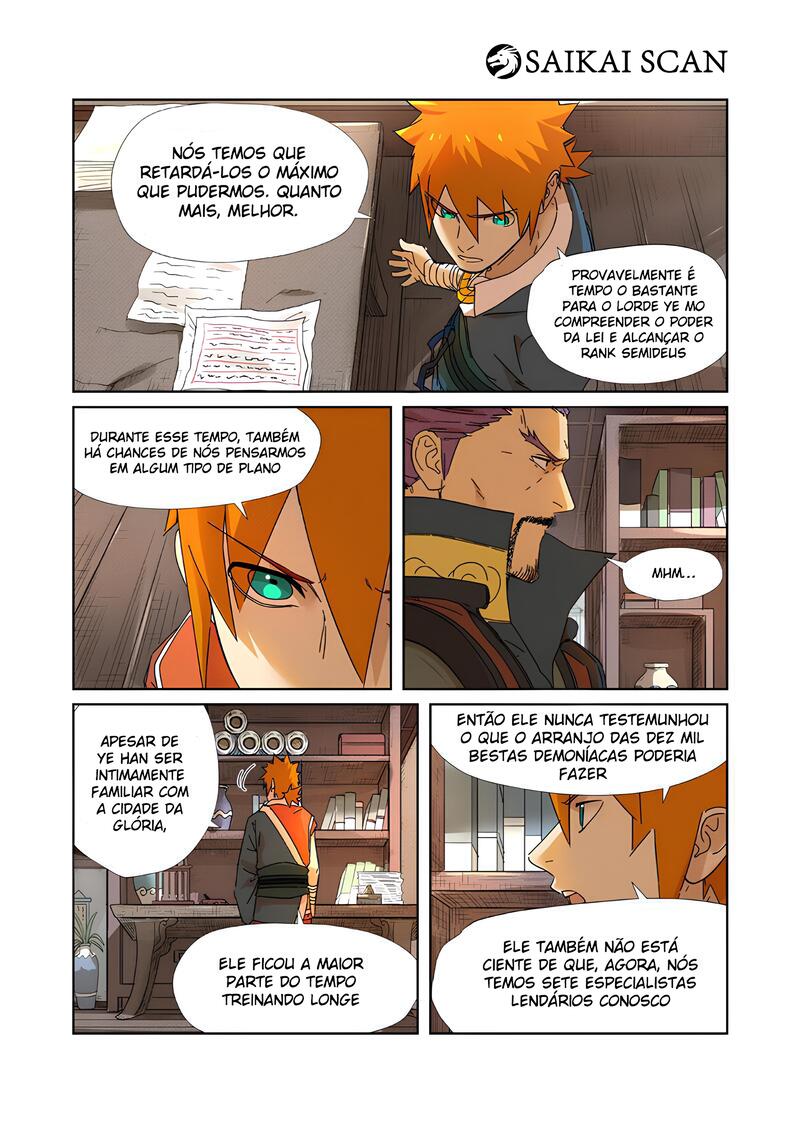 SAIKAI SCAN
NÓS TEMOS QUE
RETARDÁ-LOS O MÁXIMO
QUE PUDERMOS. QUANTO
MAIS, MELHOR.
PROVAVELMENTE É
TEMPO O BASTANTE
PARA O LORDE YE MO
COMPREENDER O PODER
DA LEI E ALCANÇAR O
RANK SEMIDEUS
DURANTE ESSE TEMPO, TAMBÉM
HÁ CHANCES DE NÓS PENSARMOS
EM ALGUM TIPO DE PLANO
MHM...
APESAR DE
YE HAN SER
INTIMAMENTE
FAMILIAR COM
A CIDADE DA
GLÓRIA,
ELE FICOU A MAIOR
PARTE DO TEMPO
TREINANDO LONGE
ENTÃO ELE NUNCA TESTEMUNHOU
O QUE O ARRANJO DAS DEZ MIL
BESTAS DEMONÍACAS PODERIA
FAZER
ELE TAMBÉM NÃO ESTÁ
CIENTE DE QUE, AGORA, NÓS
TEMOS SETE ESPECIALISTAS
LENDÁRIOS CONOSCO